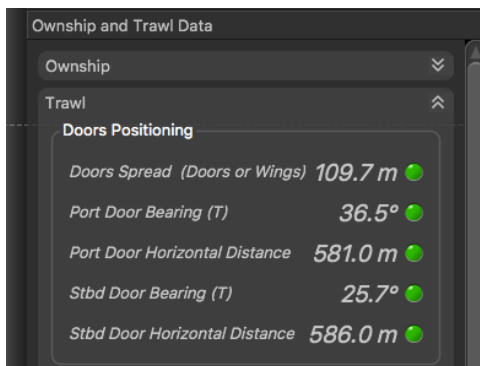 Ownship and Trawl Data
Ownship
Trawl
Doors Positioning
Doors Spread (Doors or Wings) 109.7 m
Port Door Bearing (T) 36.5°
Port Door Horizontal Distance 581.0 m
Stbd Door Bearing (T) 25.7°
Stbd Door Horizontal Distance 586.0 m